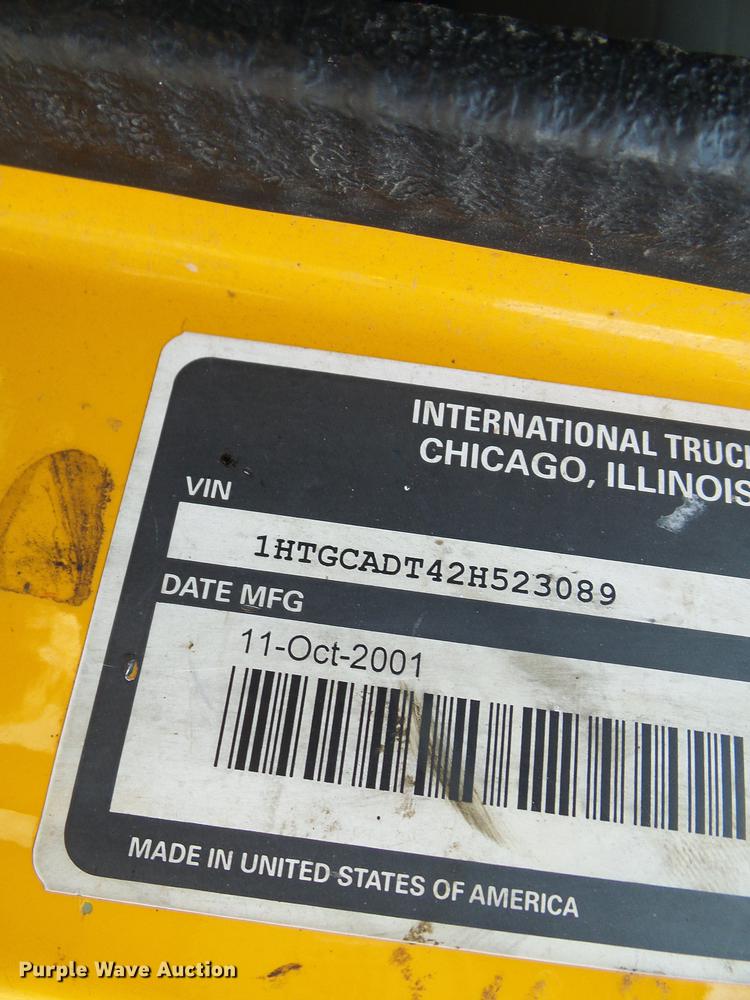 INTERNATIONAL
CHICAGO, ILLINOIS
VIN
1HTGCADT42H523089
DATE MFG
11-Oct-2001
MADE IN UNITED STATES OF AMERICA
Purple Wave Auction